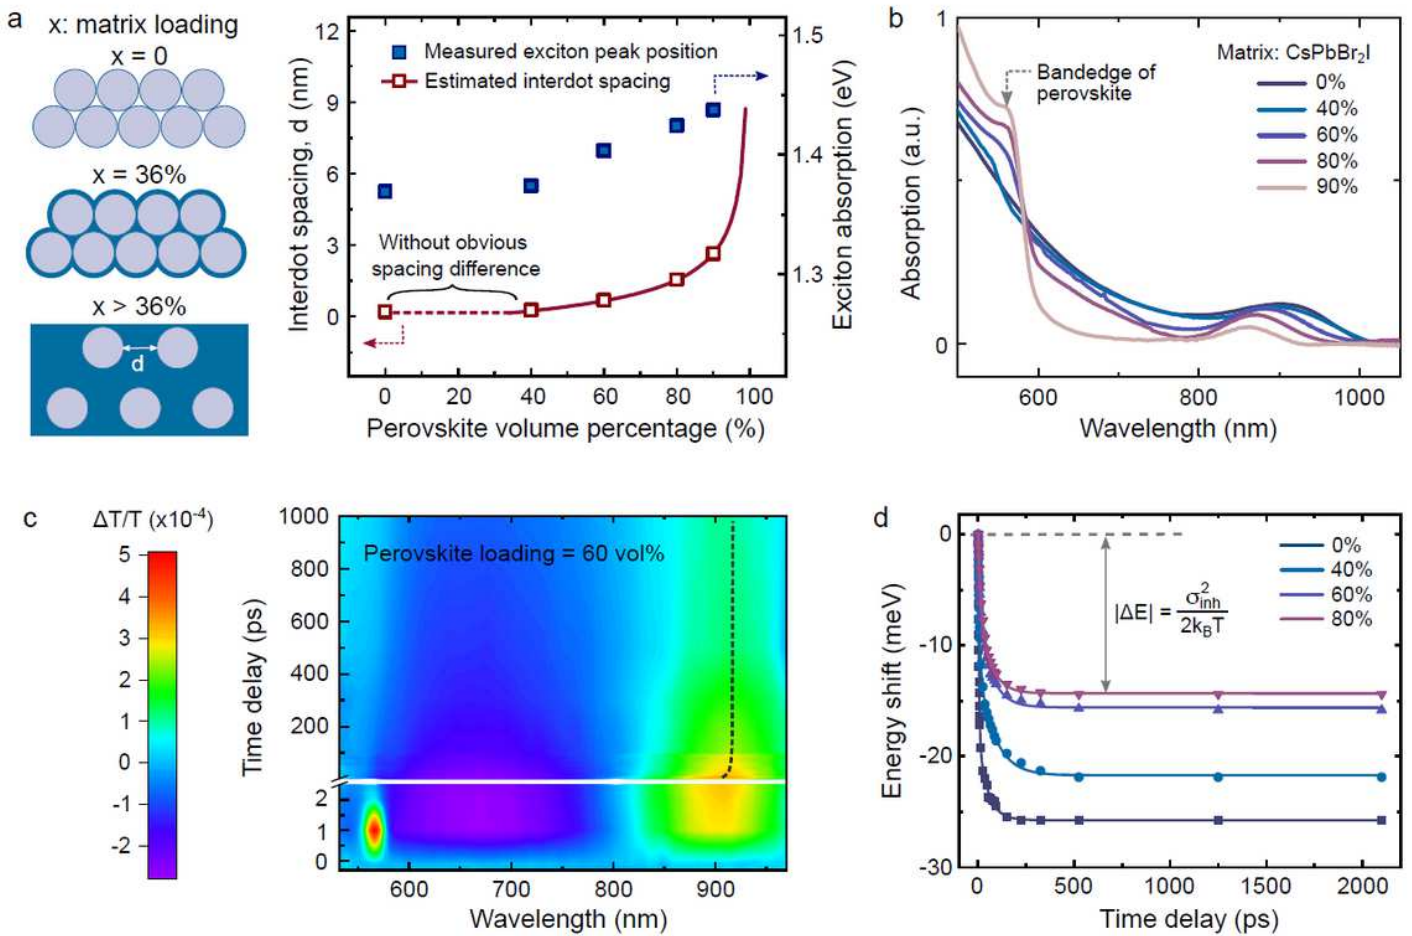 a
x: matrix loading
x = 0
x = 36%
x > 36%
d
12
9
6
3
0
Interdot spacing, d (nm)
Measured exciton peak position
Estimated interdot spacing
Without obvious
spacing difference
1.5
1.4
1.3
Exciton absorption (eV)
0 20 40 60 80 100
Perovskite volume percentage (%)
b
1
0
Absorption (a.u.)
Bandedge of
perovskite
Matrix: CsPbBr₂I
0%
40%
60%
80%
90%
600 800 1000
Wavelength (nm)
c
ΔT/T (x10⁻⁴)
5
4
3
2
1
0
-1
-2
1000
800
600
400
200
2
1
0
Time delay (ps)
Perovskite loading = 60 vol%
600 700 800 900
Wavelength (nm)
d
0
-10
-20
-30
Energy shift (meV)
|ΔE| = σ²inh / 2kBT
0%
40%
60%
80%
0 500 1000 1500 2000
Time delay (ps)